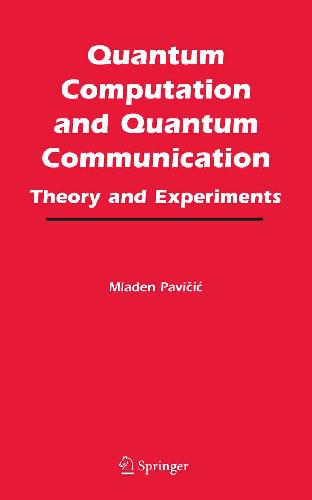 Quantum
Computation
and Quantum
Communication
Theory and Experiments
Mladen Pavičić
Springer